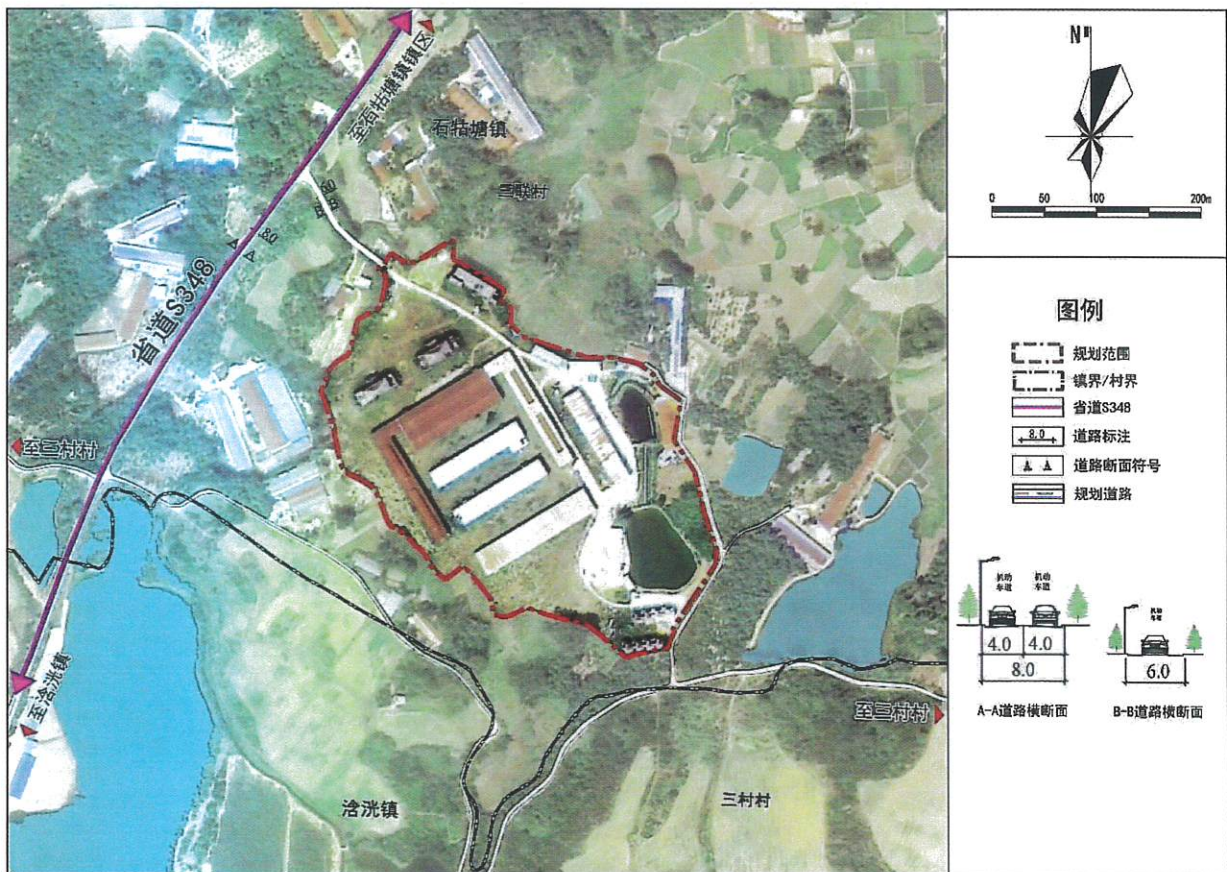 至石牯塘镇镇区
石牯塘镇
8.0
省道S348
至三村村
至浛洸镇
至三村村
浛洸镇
三村村
N
0 50 100 200m
图例
规划范围
镇界/村界
省道S348
8.0 道路标注
道路断面符号
规划道路
机动车道 机动车道
4.0 4.0
8.0
A-A道路横断面
机动车道
6.0
B-B道路横断面